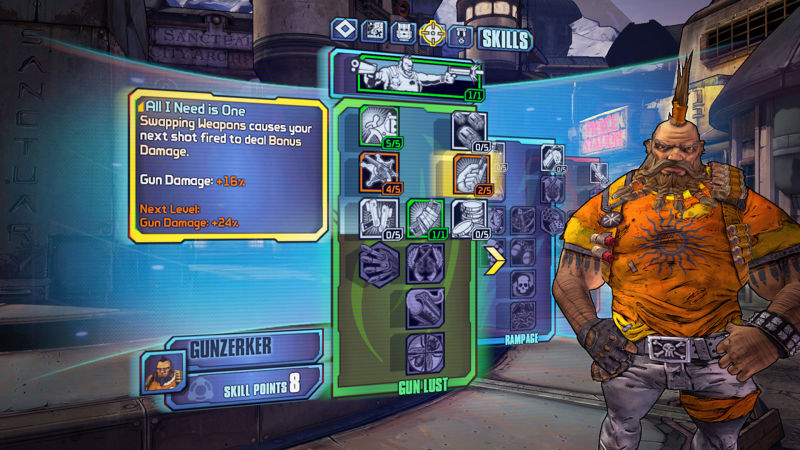 SKILLS
SANCTUARY
1/1
All I Need is One
Swapping Weapons causes your
next shot fired to deal Bonus
Damage.
Gun Damage: +16%
Next Level:
Gun Damage: +24%
5/5
0/5
4/5
2/5
0/5
1/1
0/5
GUNZERKER
SKILL POINTS 8
GUN LUST
RAMPAGE
SANCTUARY